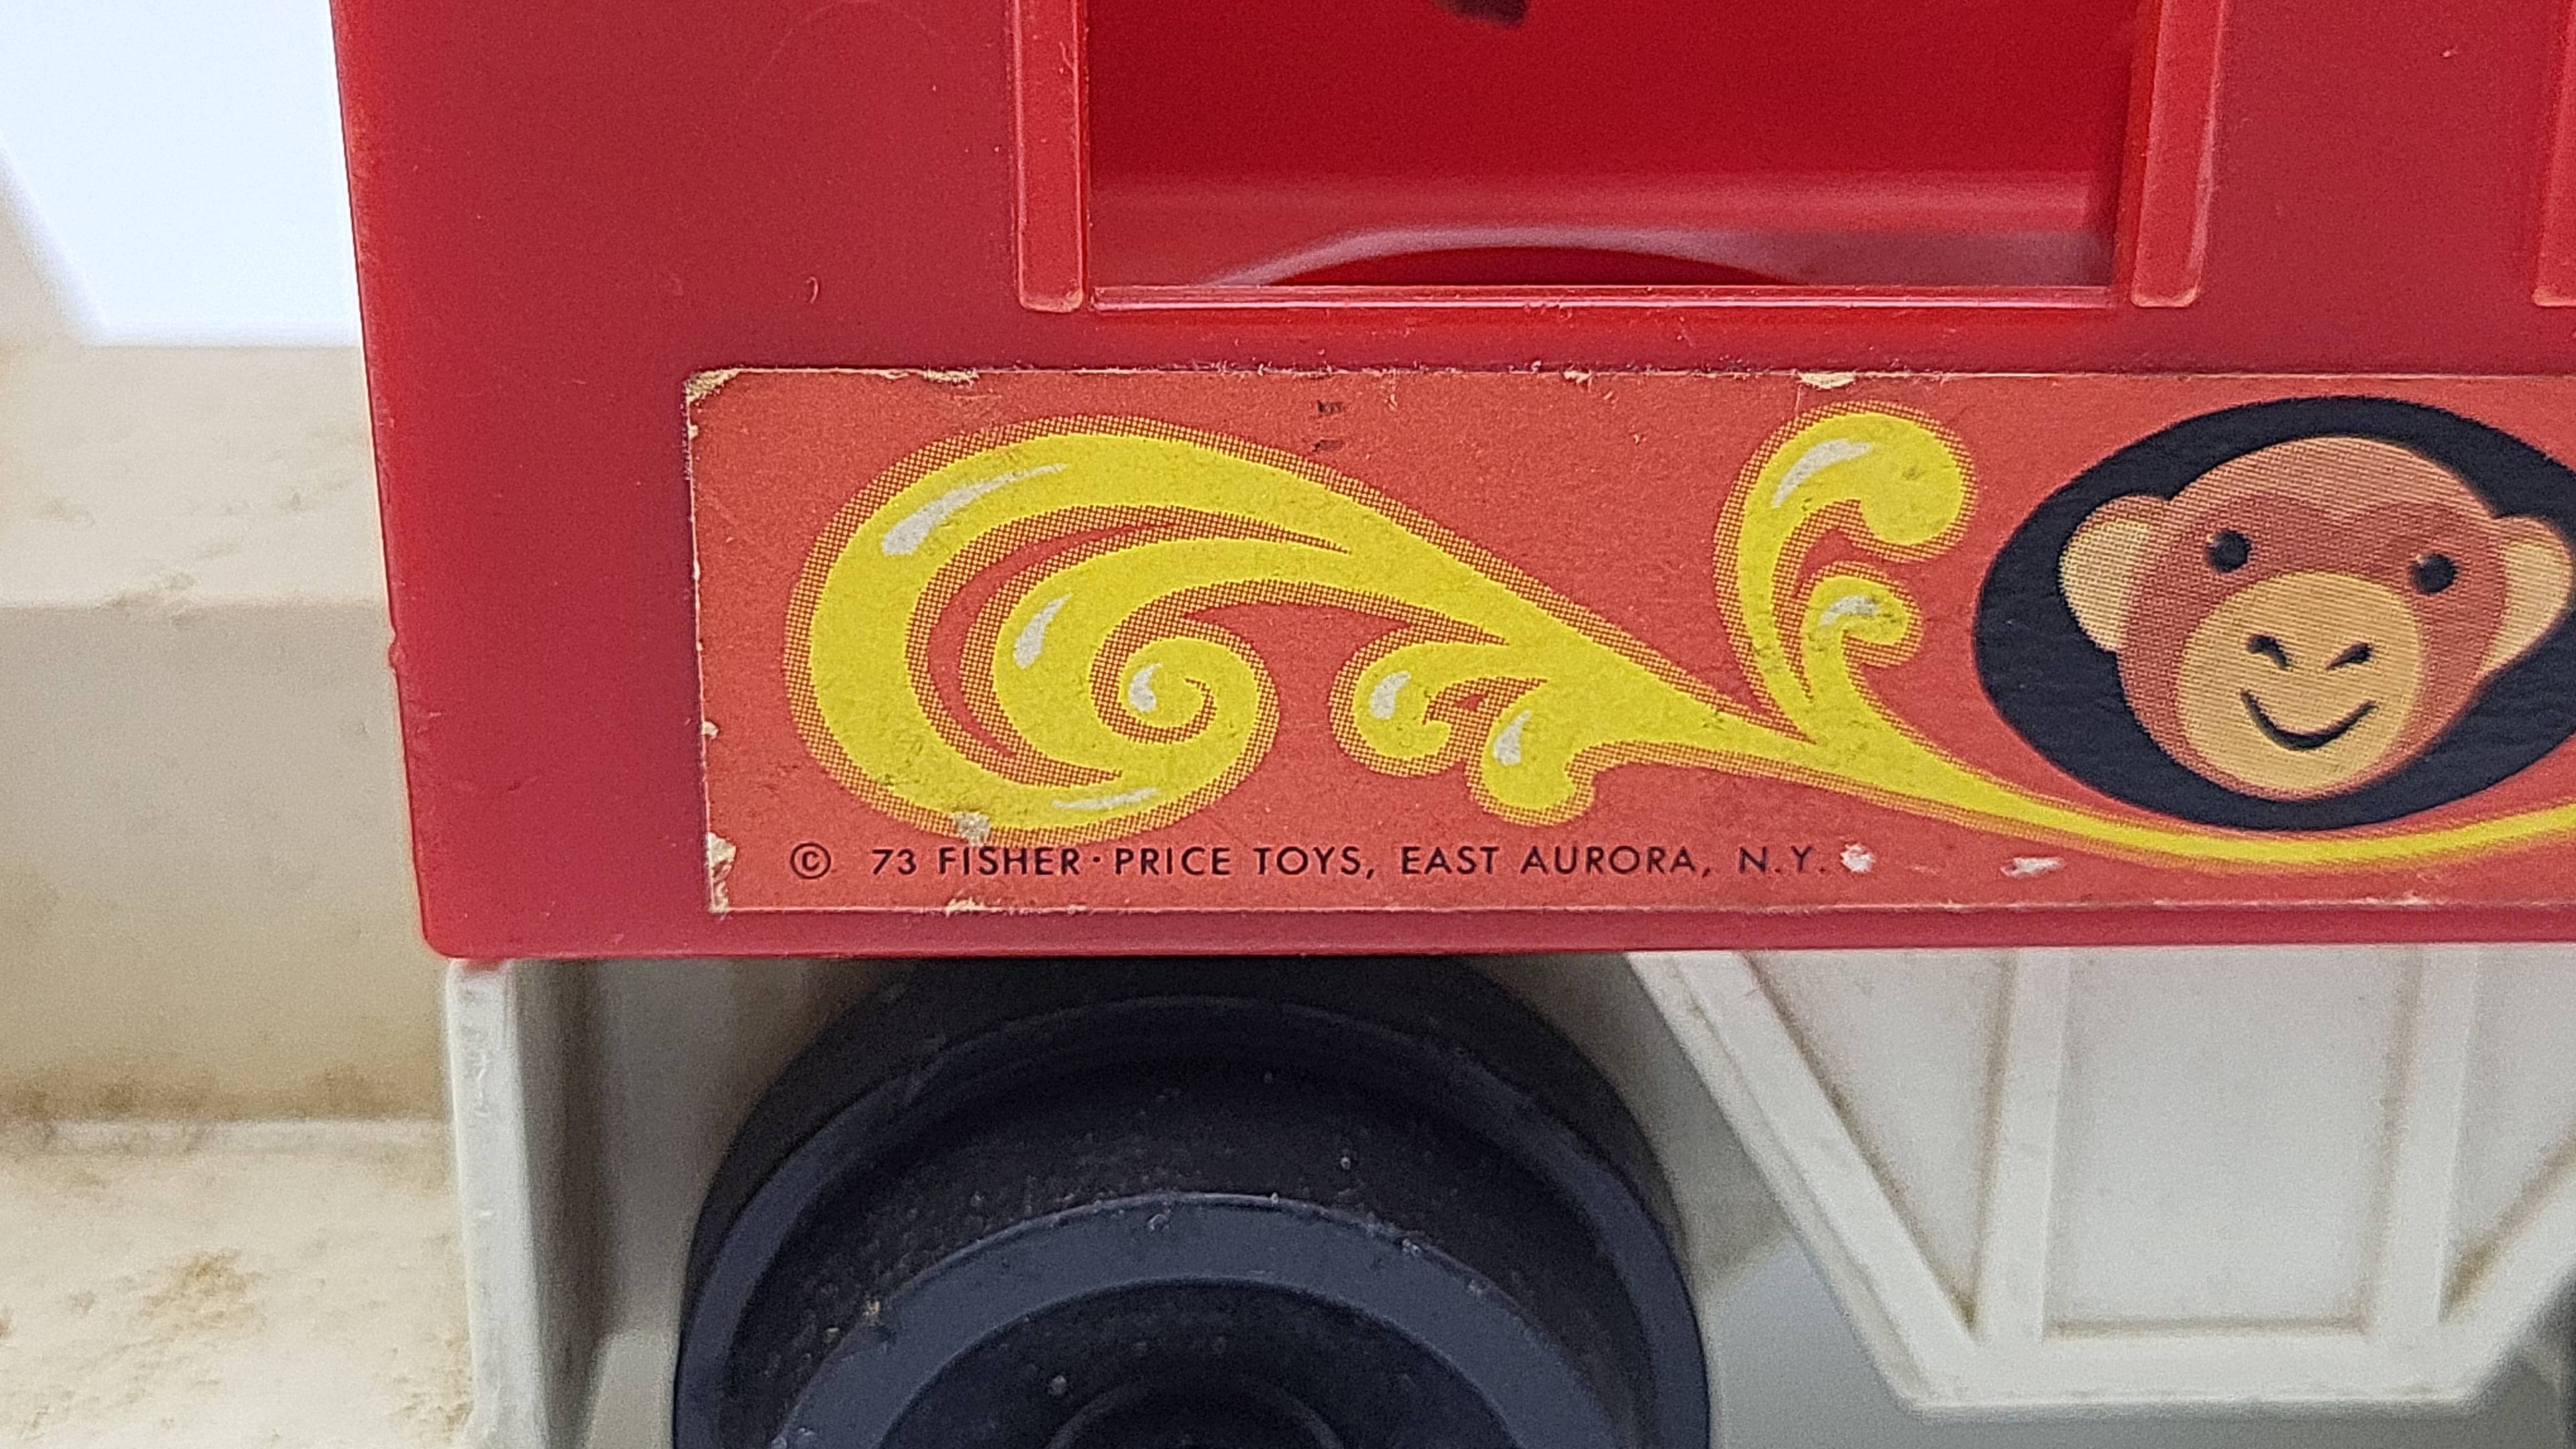 © 73 FISHER·PRICE TOYS, EAST AURORA, N.Y.